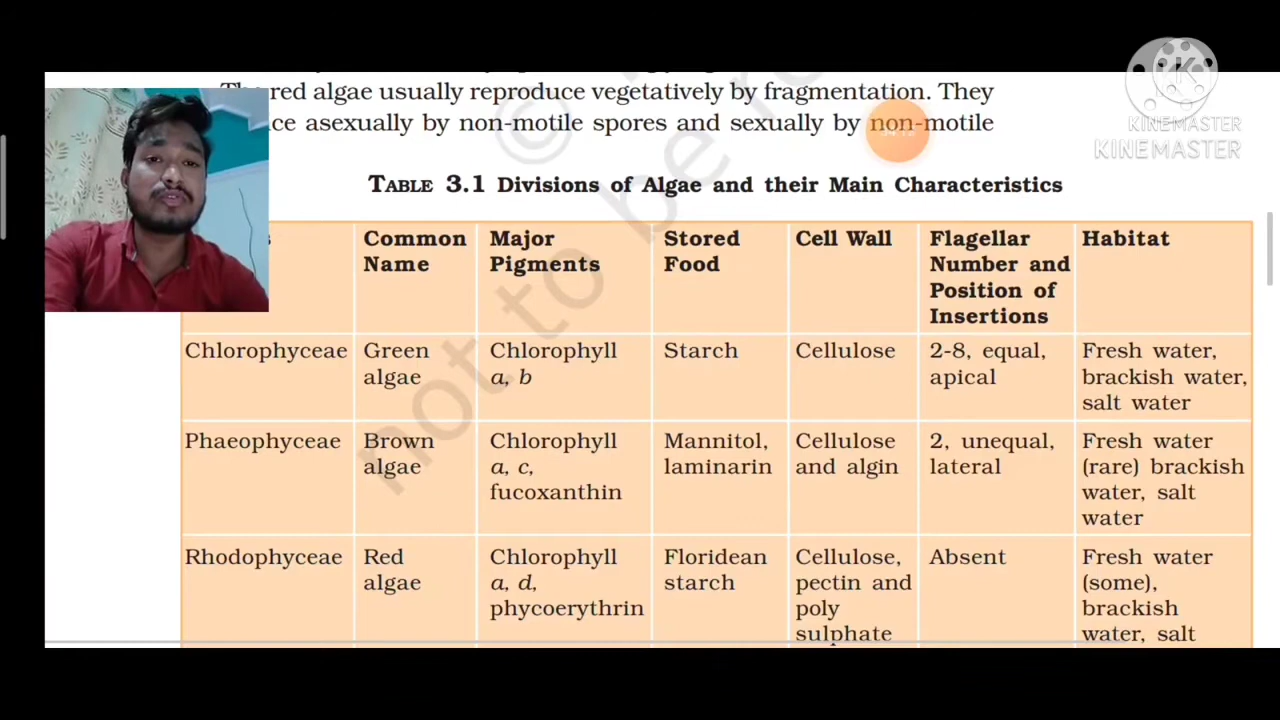 red algae usually reproduce vegetatively by fragmentation. They
asexually by non-motile spores and sexually by non-motile
KINEMASTER
KINEMASTER
TABLE 3.1 Divisions of Algae and their Main Characteristics
Common Name
Major Pigments
Stored Food
Cell Wall
Flagellar Number and Position of Insertions
Habitat
Chlorophyceae
Green algae
Chlorophyll a, b
Starch
Cellulose
2-8, equal, apical
Fresh water, brackish water, salt water
Phaeophyceae
Brown algae
Chlorophyll a, c, fucoxanthin
Mannitol, laminarin
Cellulose and algin
2, unequal, lateral
Fresh water (rare) brackish water, salt water
Rhodophyceae
Red algae
Chlorophyll a, d, phycoerythrin
Floridean starch
Cellulose, pectin and poly sulphate
Absent
Fresh water (some), brackish water, salt
© not to be re